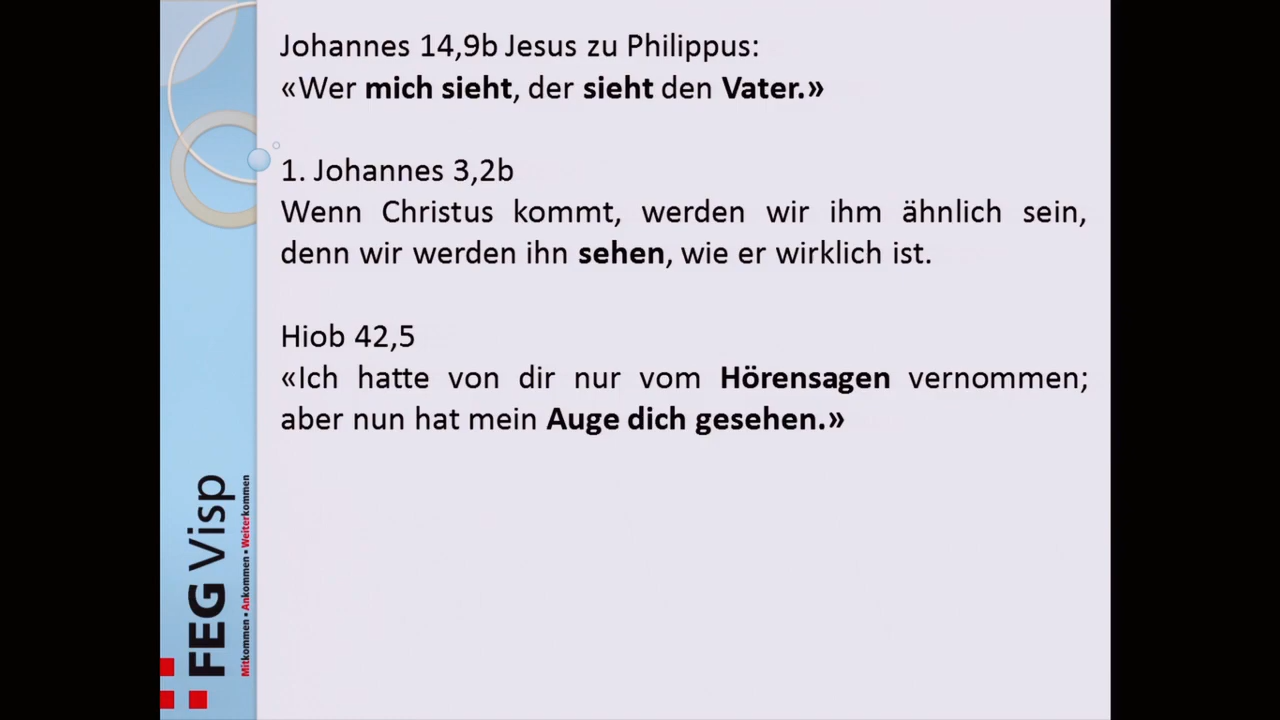 Johannes 14,9b Jesus zu Philippus:
«Wer mich sieht, der sieht den Vater.»
1. Johannes 3,2b
Wenn Christus kommt, werden wir ihm ähnlich sein,
denn wir werden ihn sehen, wie er wirklich ist.
Hiob 42,5
«Ich hatte von dir nur vom Hörensagen vernommen;
aber nun hat mein Auge dich gesehen.»
FEG Visp
Mitkommen • Ankommen • Weiterkommen